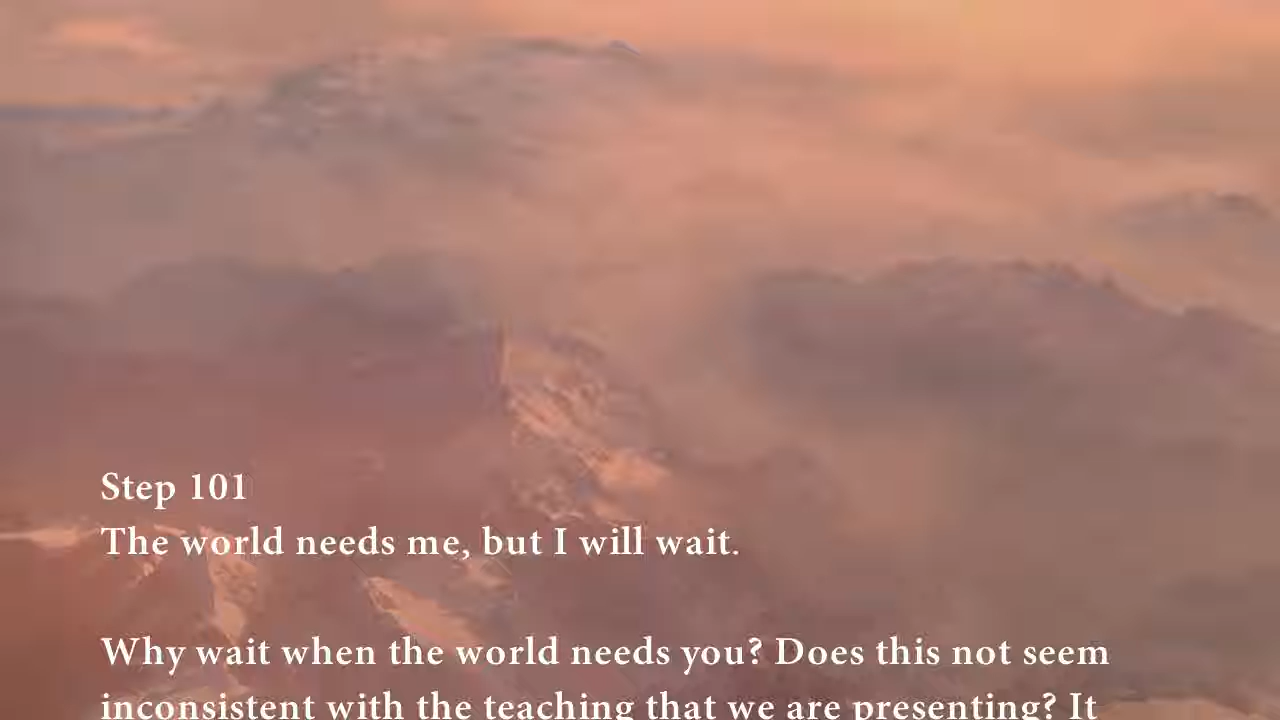 Step 101
The world needs me, but I will wait.
Why wait when the world needs you? Does this not seem
inconsistent with the teaching that we are presenting? It